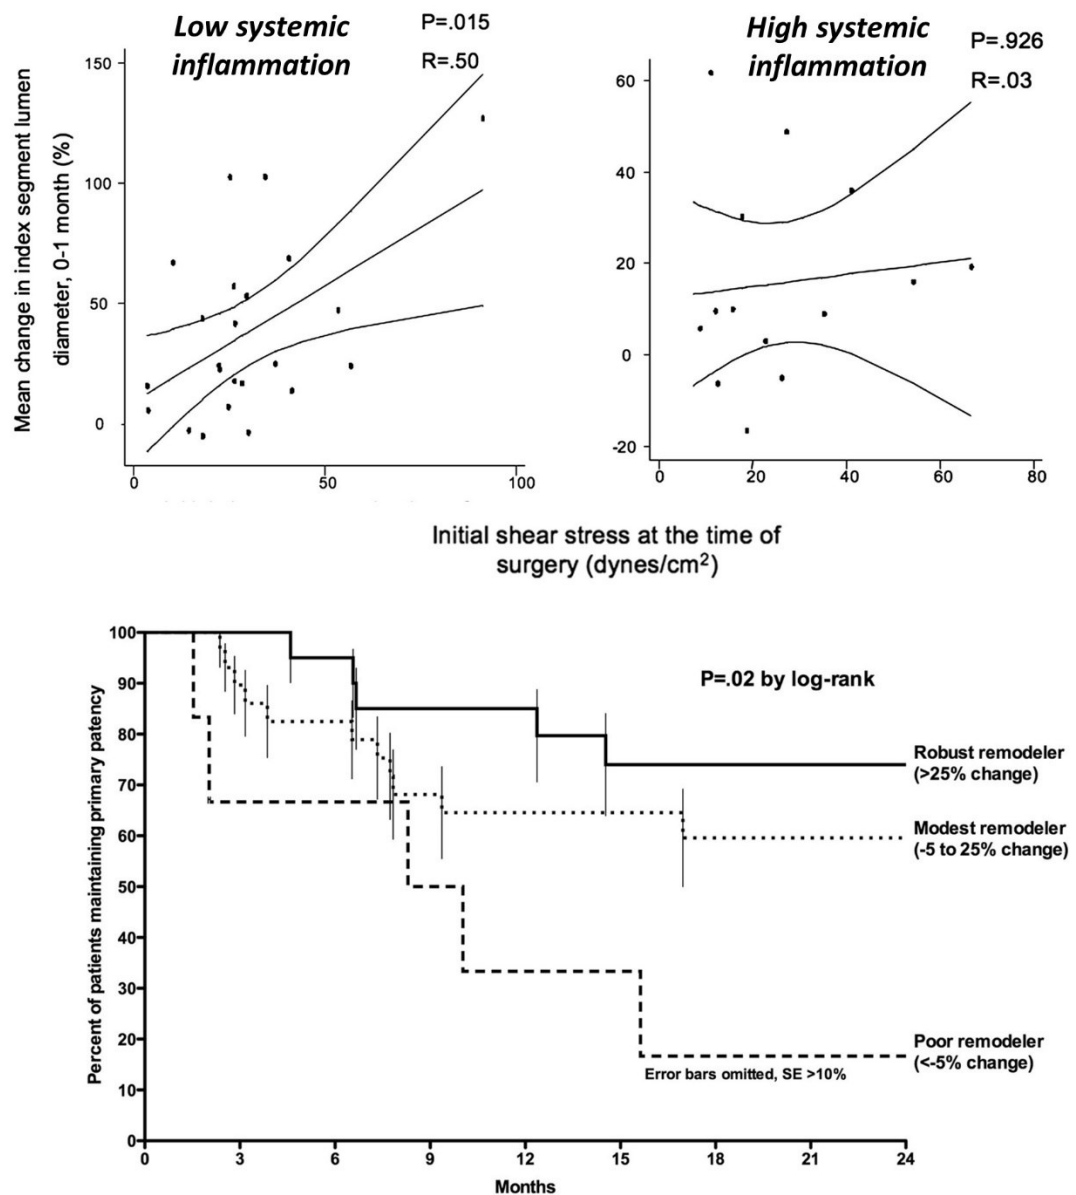 Low systemic
inflammation
P=.015
R=.50
High systemic
inflammation
P=.926
R=.03
Mean change in index segment lumen
diameter, 0-1 month (%)
150
100
50
0
0
50
100
60
40
20
0
-20
0
20
40
60
80
Initial shear stress at the time of
surgery (dynes/cm²)
Percent of patients maintaining primary patency
100
90
80
70
60
50
40
30
20
10
0
P=.02 by log-rank
Robust remodeler
(>25% change)
Modest remodeler
(-5 to 25% change)
Poor remodeler
(<-5% change)
Error bars omitted, SE >10%
0
3
6
9
12
15
18
21
24
Months